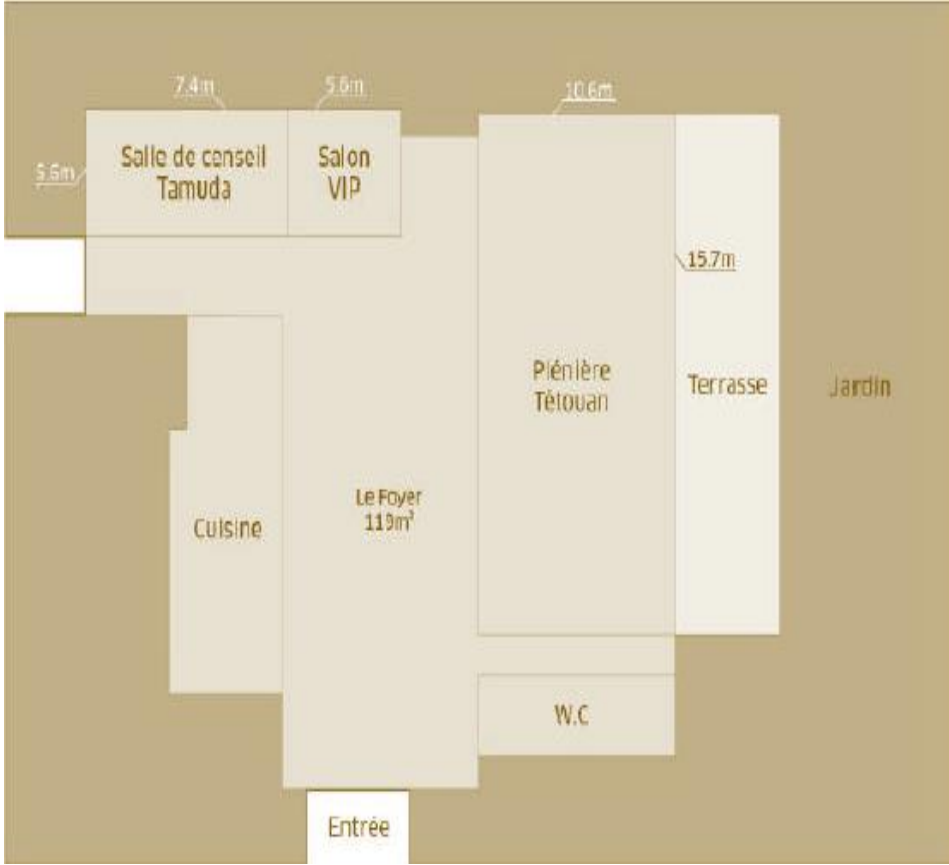 7.4m
5.6m
10.6m
Salle de conseil
Tamuda
Salon
VIP
5.6m
15.7m
Plénière
Tétouan
Terrasse
Jardin
Le Foyer
119m²
Cuisine
W.C
Entrée